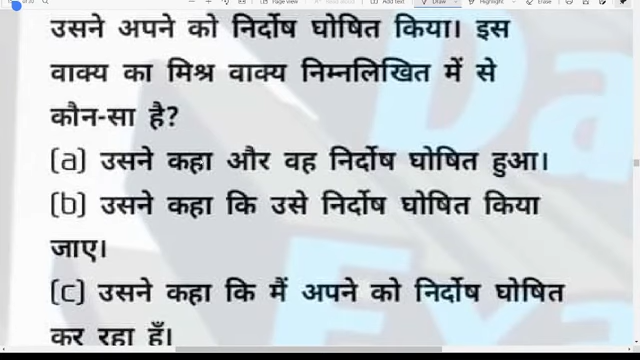 उसने अपने को निर्दोष घोषित किया। इस
वाक्य का मिश्र वाक्य निम्नलिखित में से
कौन-सा है?
(a) उसने कहा और वह निर्दोष घोषित हुआ।
(b) उसने कहा कि उसे निर्दोष घोषित किया
जाए।
(c) उसने कहा कि मैं अपने को निर्दोष घोषित
कर रहा हूँ।